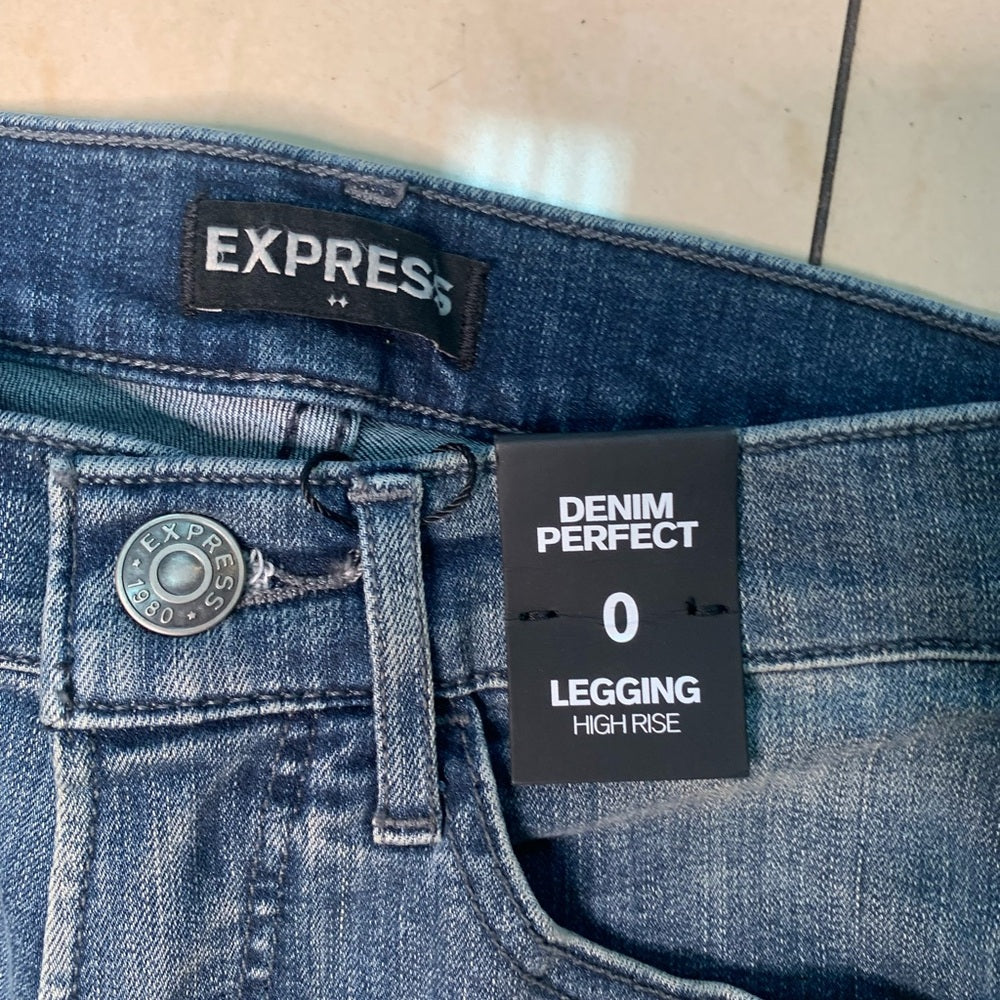 EXPRESS
EXPRESS
1980
DENIM
PERFECT
0
LEGGING
HIGH RISE